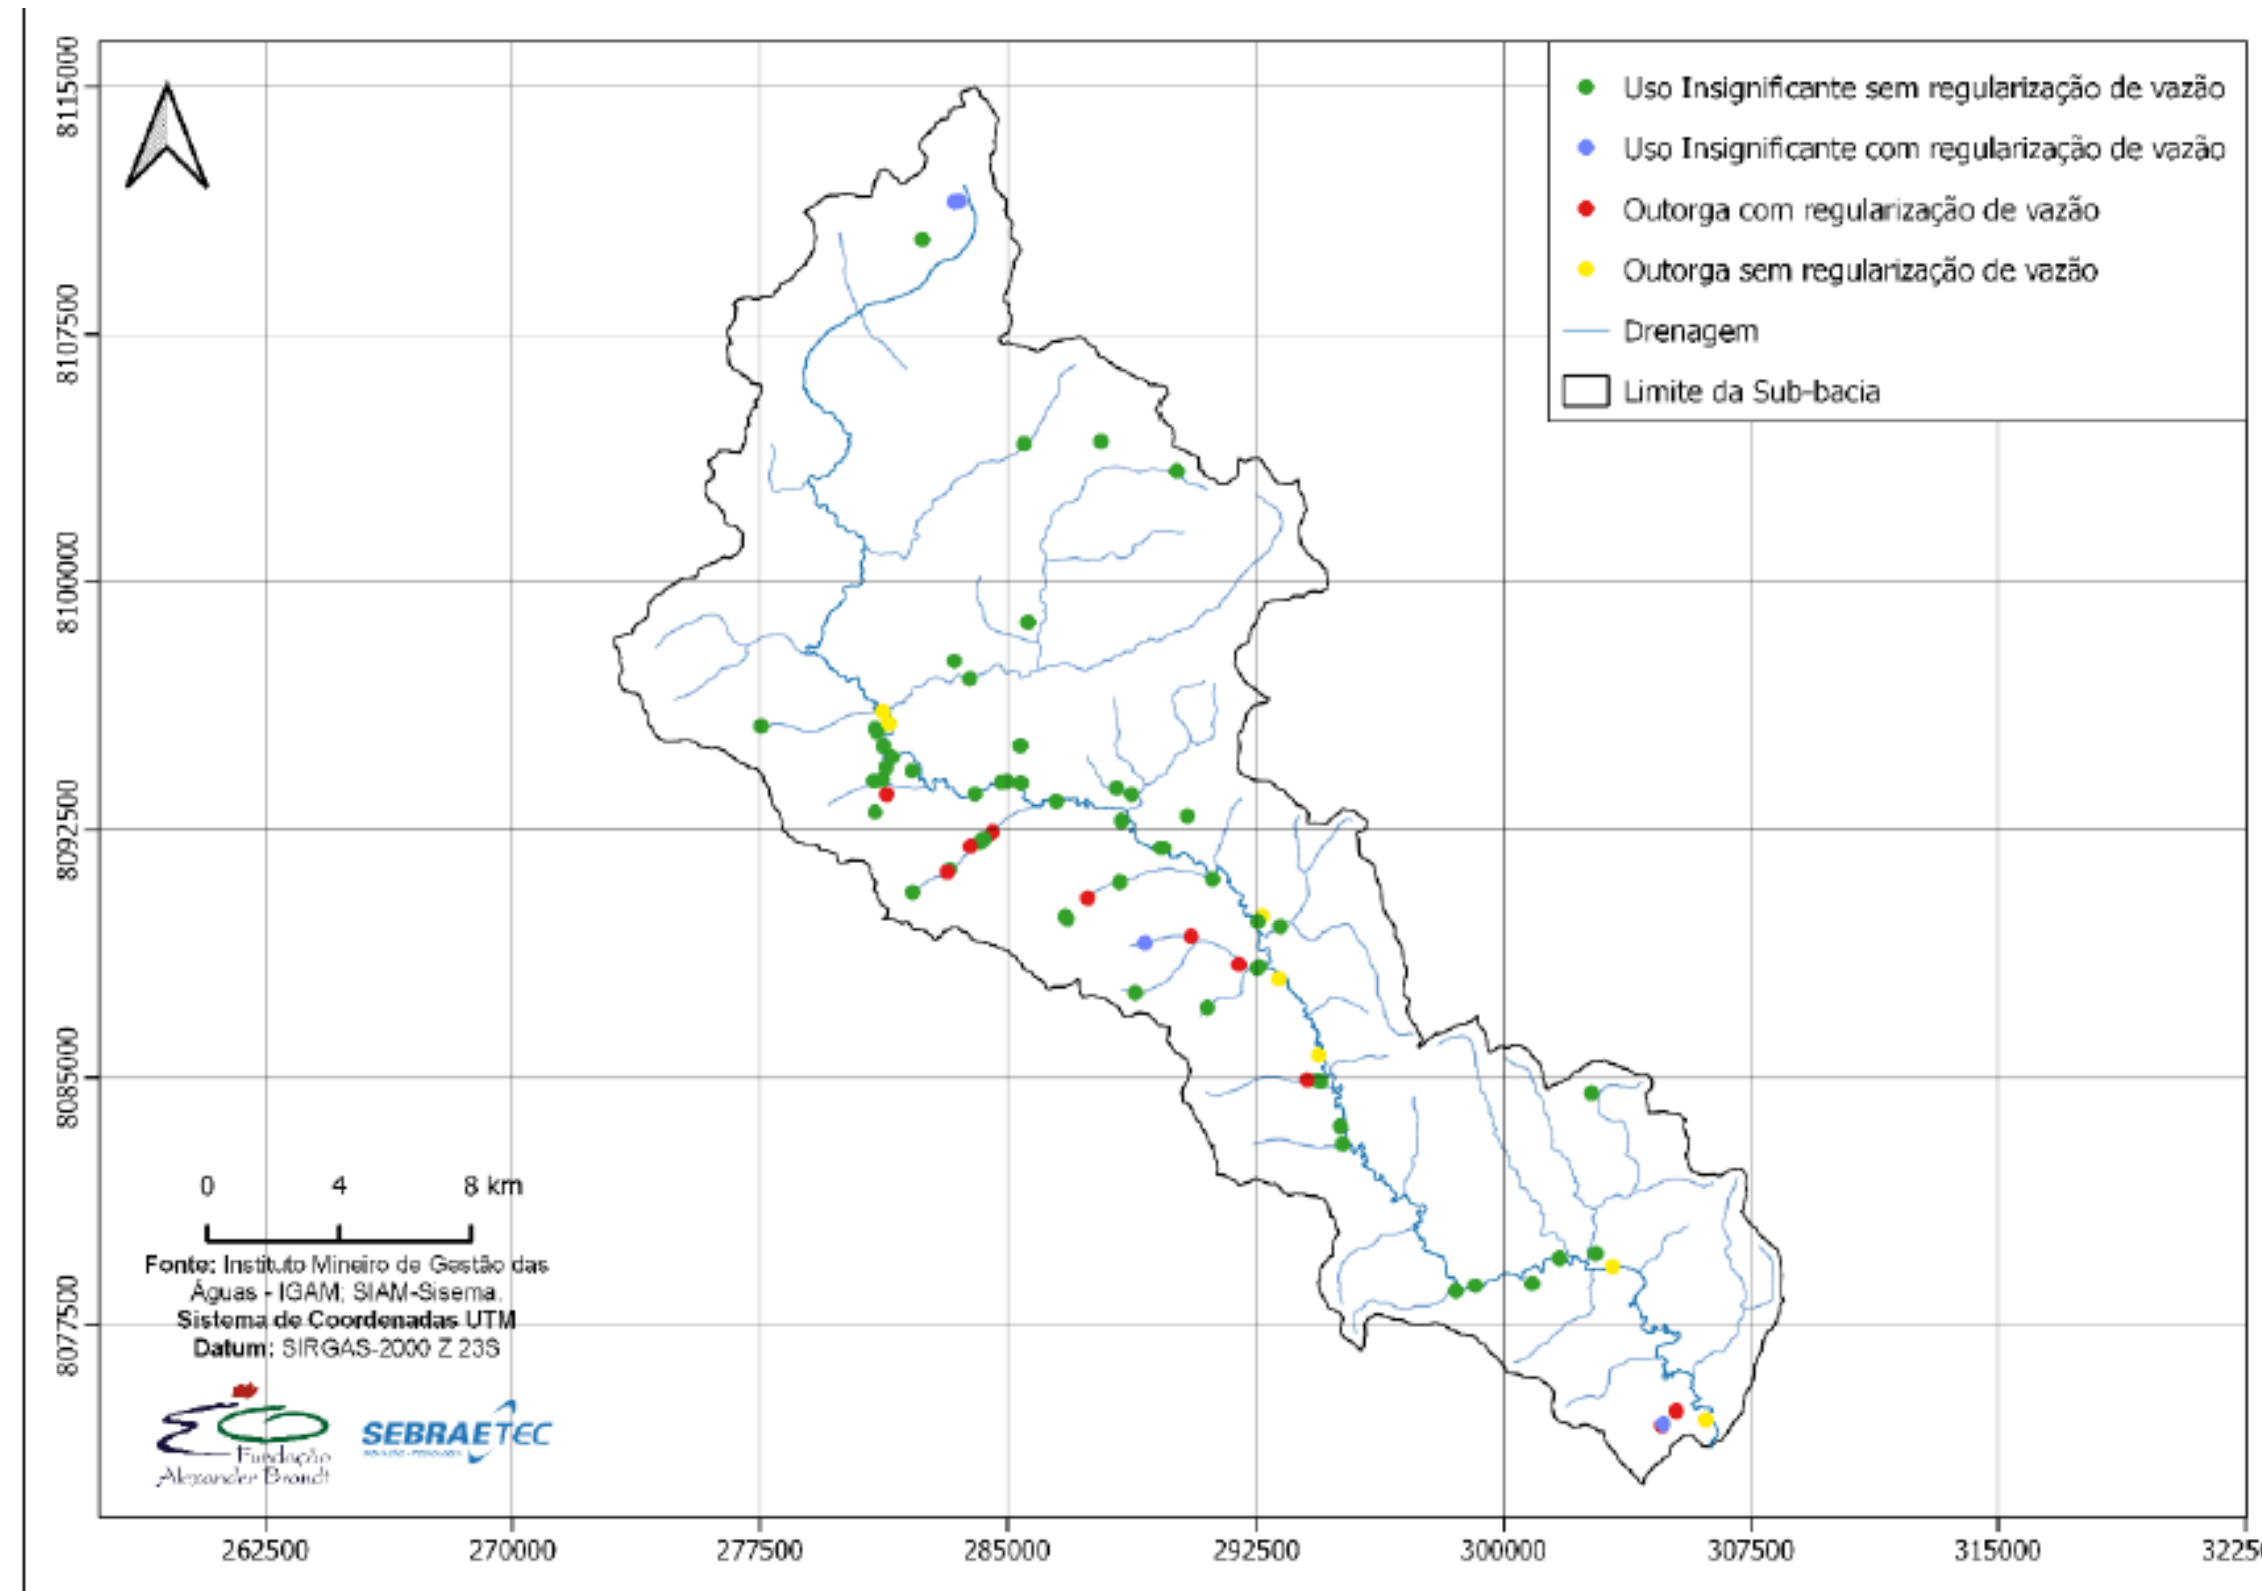 Uso Insignificante sem regularização de vazão
Uso Insignificante com regularização de vazão
Outorga com regularização de vazão
Outorga sem regularização de vazão
Drenagem
Limite da Sub-bacia
8115000
8107500
8100000
8092500
8085000
8077500
0 4 8 km
Fonte: Instituto Mineiro de Gestão das
Águas - IGAM; SIAM-Sisema.
Sistema de Coordenadas UTM
Datum: SIRGAS-2000 Z 23S
Fundação
Alexander Brandt
SEBRAETEC
262500 270000 277500 285000 292500 300000 307500 315000 3225